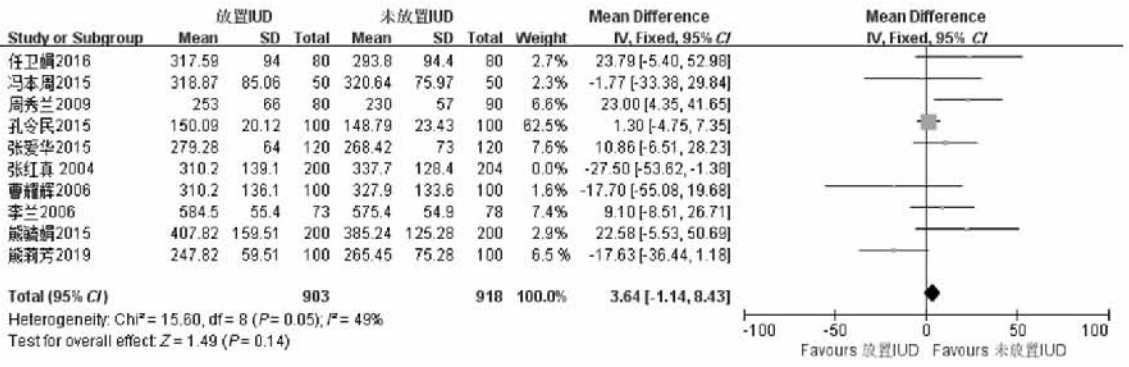 放置IUD 未放置IUD Mean Difference Mean Difference
Study or Subgroup Mean SD Total Mean SD Total Weight IV, Fixed, 95% CI IV, Fixed, 95% CI
任卫娟2016 317.59 94 80 293.8 94.4 80 2.7% 23.79 [-5.40, 52.98]
冯本周2015 318.87 85.06 50 320.64 75.97 50 2.3% -1.77 [-33.38, 29.84]
周秀兰2009 253 66 80 230 57 90 6.6% 23.00 [4.35, 41.65]
孔令民2015 150.09 20.12 100 148.79 23.43 100 62.5% 1.30 [-4.75, 7.35]
张爱华2015 279.28 64 120 268.42 73 120 7.6% 10.86 [-6.51, 28.23]
张红真 2004 310.2 139.1 200 337.7 128.4 204 0.0% -27.50 [-53.62, -1.38]
曹耀辉2006 310.2 136.1 100 327.9 133.6 100 1.6% -17.70 [-55.08, 19.68]
李兰2006 584.5 55.4 73 575.4 54.9 78 7.4% 9.10 [-8.51, 26.71]
熊毓娟2015 407.82 159.51 200 385.24 125.28 200 2.9% 22.58 [-5.53, 50.69]
熊莉芳2019 247.82 59.51 100 265.45 75.28 100 6.5 % -17.63 [-36.44, 1.18]
Total (95% CI) 903 918 100.0% 3.64 [-1.14, 8.43]
Heterogeneity: Chi² = 15.60, df = 8 (P = 0.05); I² = 49%
Test for overall effect: Z = 1.49 (P = 0.14)
-100 -50 0 50 100
Favours 放置IUD Favours 未放置IUD